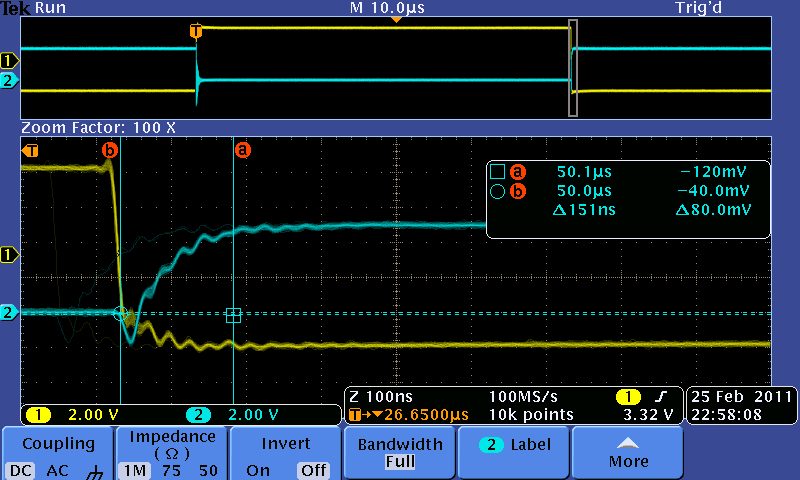 Tek Run M 10.0µs Trig'd
T
1
2
Zoom Factor: 100 X
T b a
a 50.1µs −120mV
b 50.0µs −40.0mV
Δ151ns Δ80.0mV
1
2
1 2.00 V 2 2.00 V
Z 100ns 100MS/s 1 3.32 V
T→▼26.6500µs 10k points
25 Feb 2011
22:58:08
Coupling
DC AC
Impedance
(Ω)
1M 75 50
Invert
On Off
Bandwidth
Full
2 Label
More